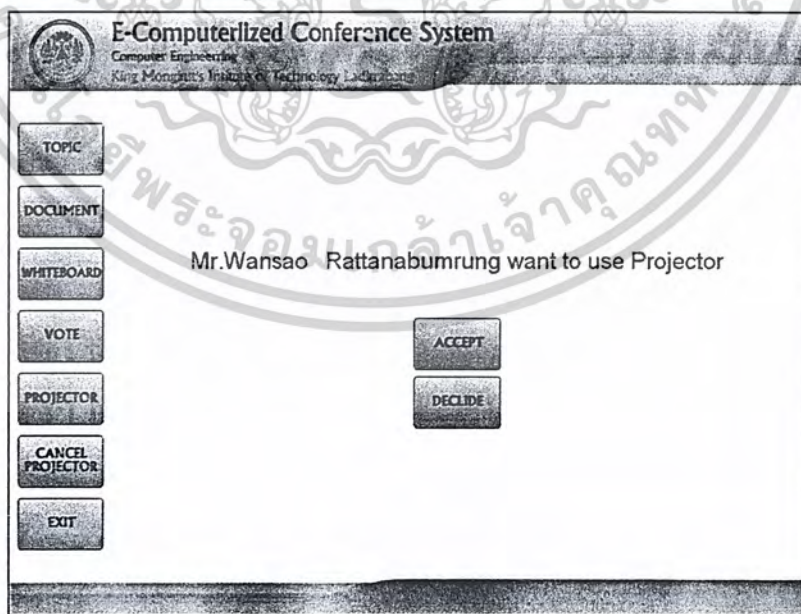 E-Computerlized Conference System
Computer Engineering
King Mongkut's Institute of Technology Ladkrabang
TOPIC
DOCUMENT
WHITEBOARD
VOTE
PROJECTOR
CANCEL
PROJECTOR
EXIT
Mr.Wansao Rattanabumrung want to use Projector
ACCEPT
DECLIDE